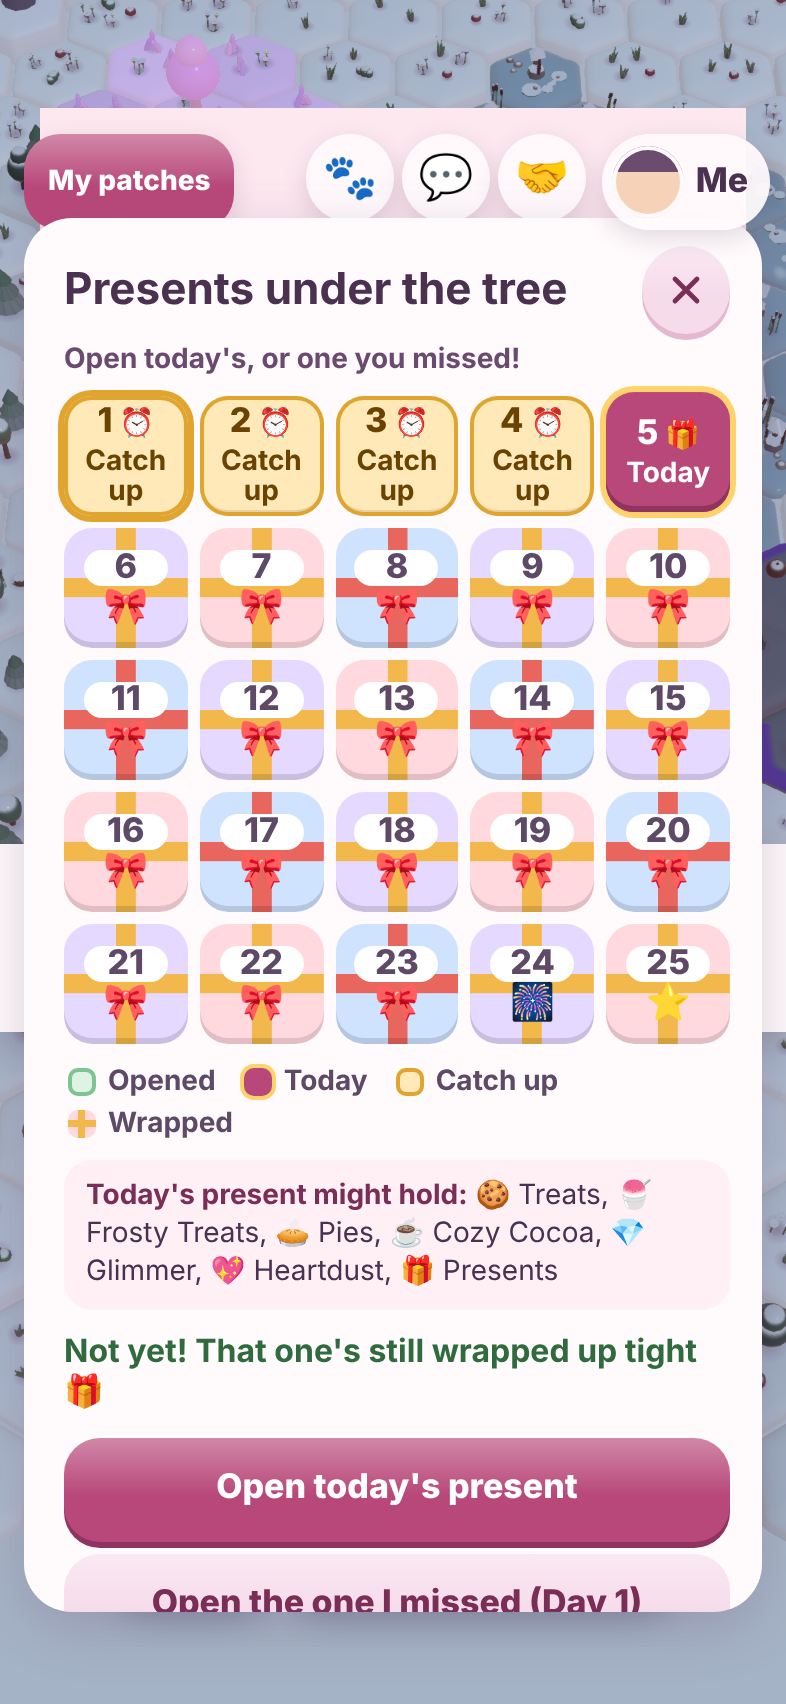 My patches
Me
Presents under the tree
Open today's, or one you missed!
1 ⏰ Catch up
2 ⏰ Catch up
3 ⏰ Catch up
4 ⏰ Catch up
5 🎁 Today
6
7
8
9
10
11
12
13
14
15
16
17
18
19
20
21
22
23
24
25
Opened
Today
Catch up
Wrapped
Today's present might hold: 🍪 Treats, 🍧
Frosty Treats, 🥧 Pies, ☕ Cozy Cocoa, 💎
Glimmer, 💖 Heartdust, 🎁 Presents
Not yet! That one's still wrapped up tight
🎁
Open today's present
Open the one I missed (Day 1)